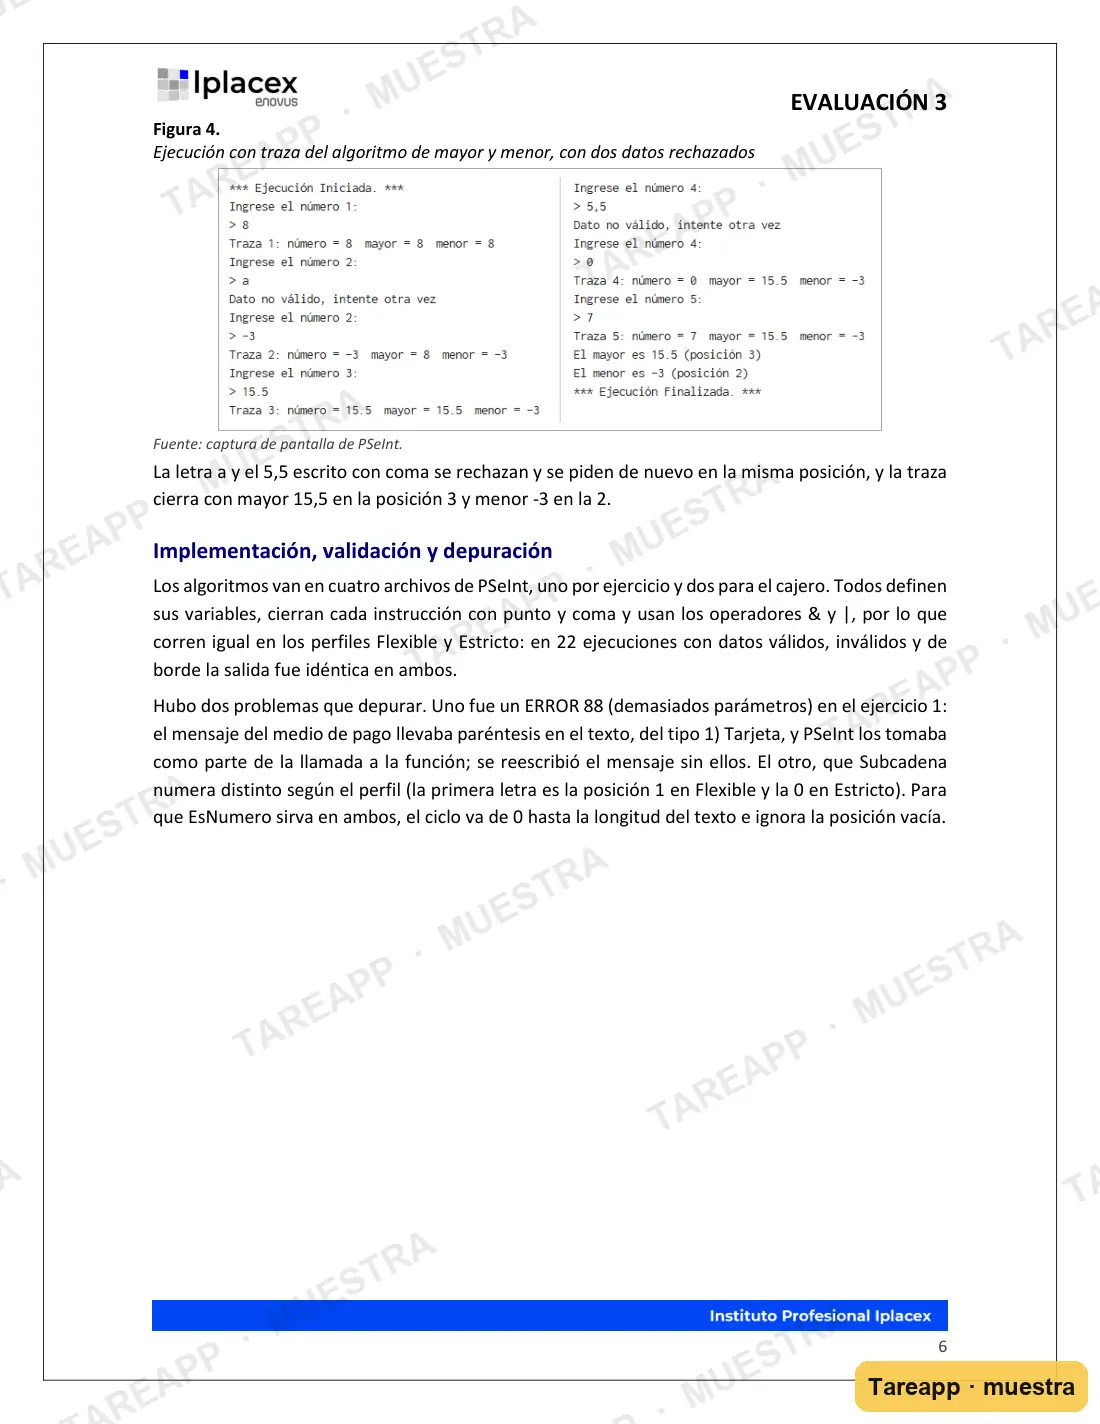 Iplacex
enovus
EVALUACIÓN 3
Figura 4.
Ejecución con traza del algoritmo de mayor y menor, con dos datos rechazados
*** Ejecución Iniciada. ***
Ingrese el número 1:
> 8
Traza 1: número = 8 mayor = 8 menor = 8
Ingrese el número 2:
> a
Dato no válido, intente otra vez
Ingrese el número 2:
> -3
Traza 2: número = -3 mayor = 8 menor = -3
Ingrese el número 3:
> 15.5
Traza 3: número = 15.5 mayor = 15.5 menor = -3
Ingrese el número 4:
> 5,5
Dato no válido, intente otra vez
Ingrese el número 4:
> 0
Traza 4: número = 0 mayor = 15.5 menor = -3
Ingrese el número 5:
> 7
Traza 5: número = 7 mayor = 15.5 menor = -3
El mayor es 15.5 (posición 3)
El menor es -3 (posición 2)
*** Ejecución Finalizada. ***
Fuente: captura de pantalla de PSeInt.
La letra a y el 5,5 escrito con coma se rechazan y se piden de nuevo en la misma posición, y la traza
cierra con mayor 15,5 en la posición 3 y menor -3 en la 2.
Implementación, validación y depuración
Los algoritmos van en cuatro archivos de PSeInt, uno por ejercicio y dos para el cajero. Todos definen
sus variables, cierran cada instrucción con punto y coma y usan los operadores & y |, por lo que
corren igual en los perfiles Flexible y Estricto: en 22 ejecuciones con datos válidos, inválidos y de
borde la salida fue idéntica en ambos.
Hubo dos problemas que depurar. Uno fue un ERROR 88 (demasiados parámetros) en el ejercicio 1:
el mensaje del medio de pago llevaba paréntesis en el texto, del tipo 1) Tarjeta, y PSeInt los tomaba
como parte de la llamada a la función; se reescribió el mensaje sin ellos. El otro, que Subcadena
numera distinto según el perfil (la primera letra es la posición 1 en Flexible y la 0 en Estricto). Para
que EsNumero sirva en ambos, el ciclo va de 0 hasta la longitud del texto e ignora la posición vacía.
Instituto Profesional Iplacex
6
Tareapp · muestra
TAREAPP · MUESTRA
TAREAPP · MUESTRA
TAREAPP · MUESTRA
TAREAPP · MUESTRA
TAREAPP · MUESTRA
TAREAPP · MUESTRA
TAREAPP · MUESTRA
TAREAPP · MUESTRA